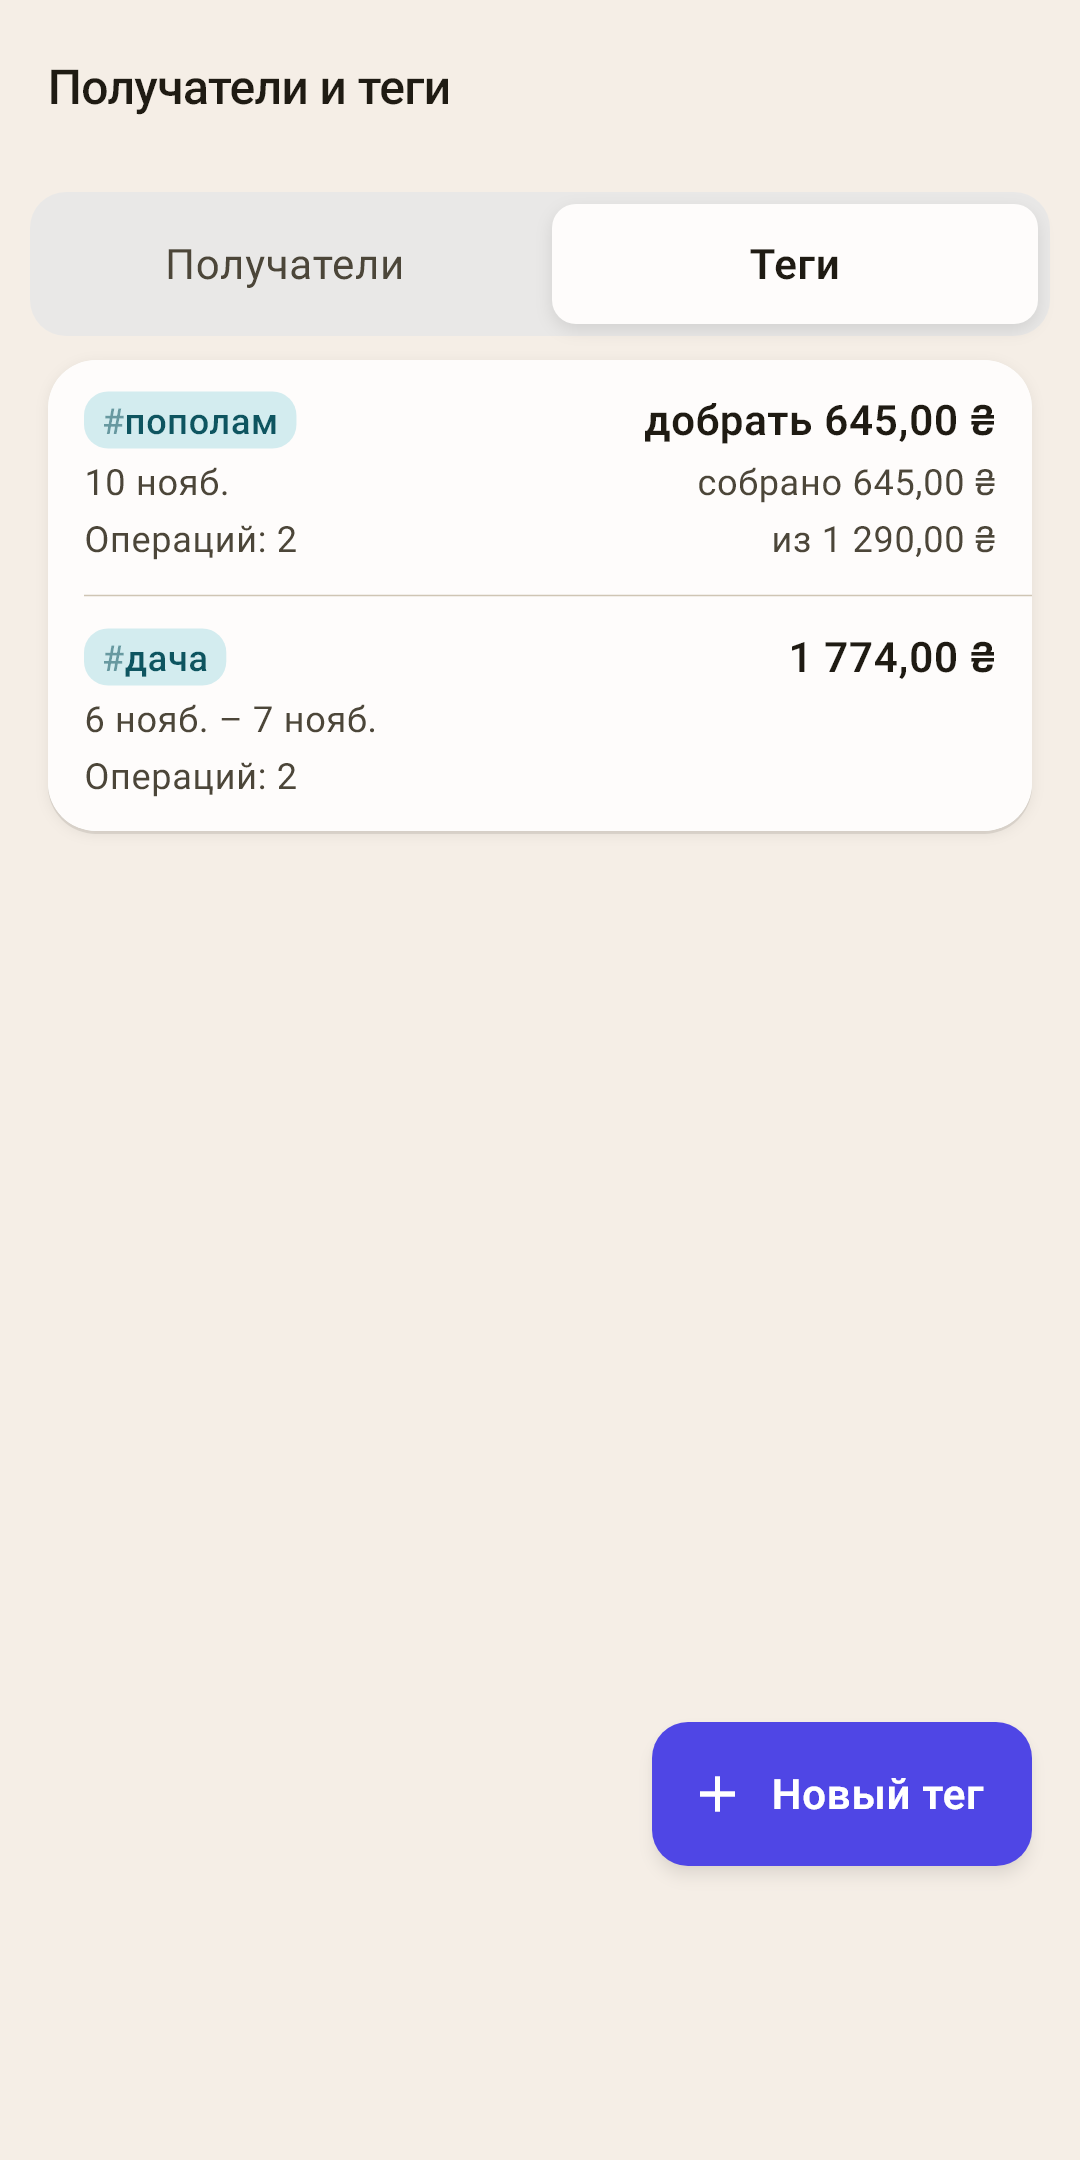 Получатели и теги
Получатели
Теги
#пополам
добрать 645,00 ₴
10 нояб.
собрано 645,00 ₴
Операций: 2
из 1 290,00 ₴
#дача
1 774,00 ₴
6 нояб. – 7 нояб.
Операций: 2
+ Новый тег